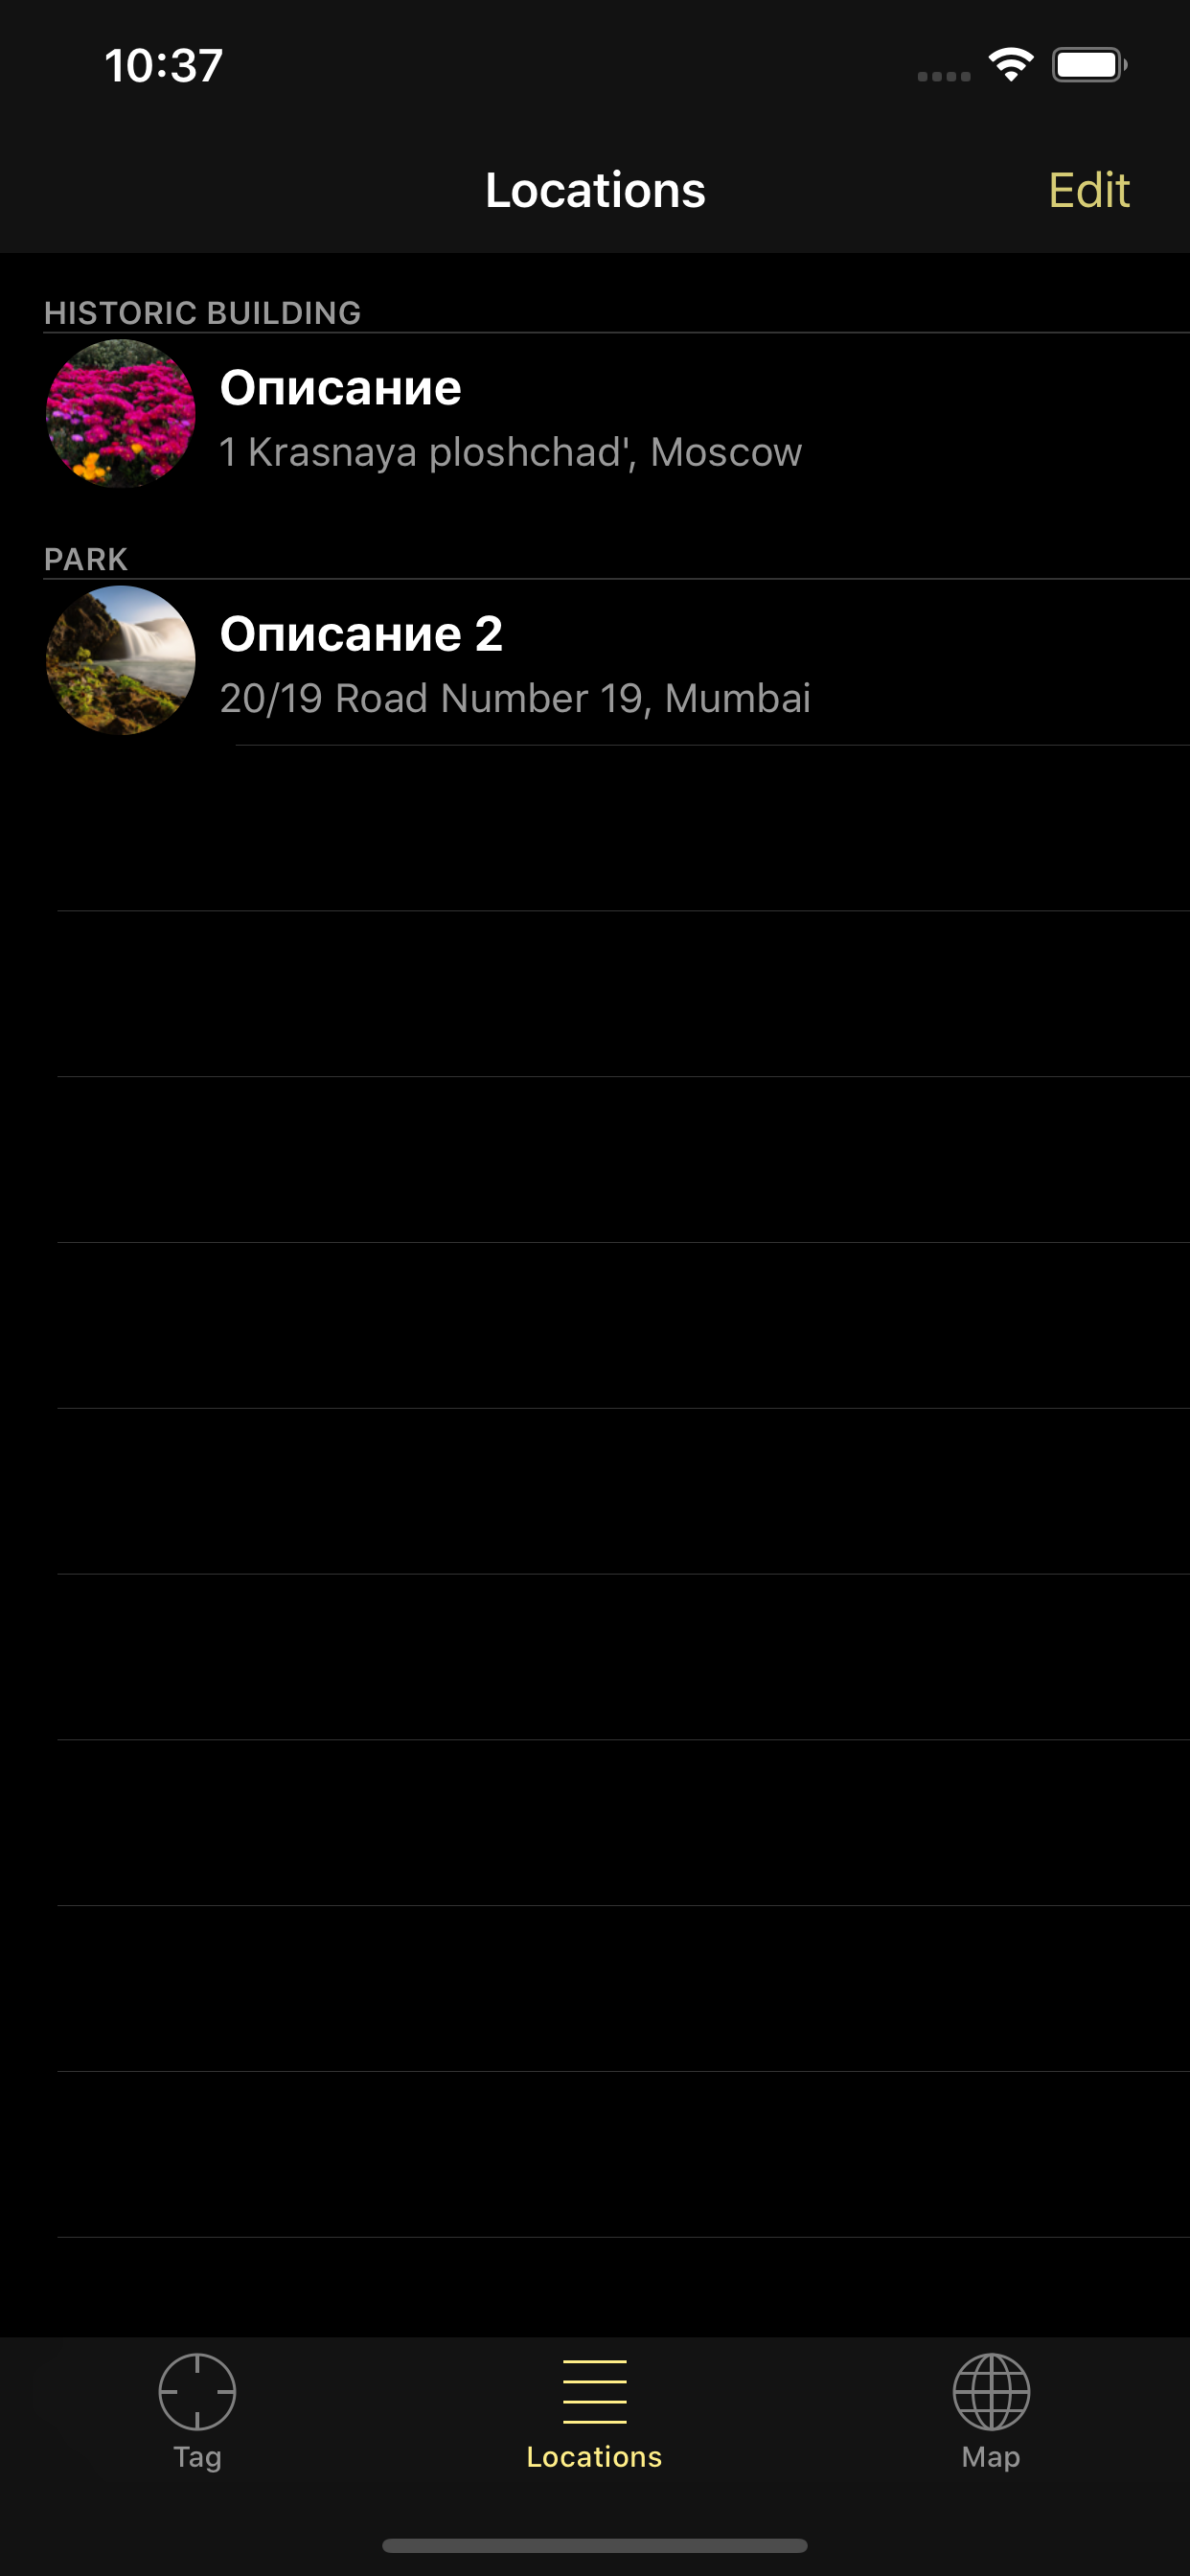 10:37
Locations
Edit
HISTORIC BUILDING
Описание
1 Krasnaya ploshchad', Moscow
PARK
Описание 2
20/19 Road Number 19, Mumbai
Tag
Locations
Map